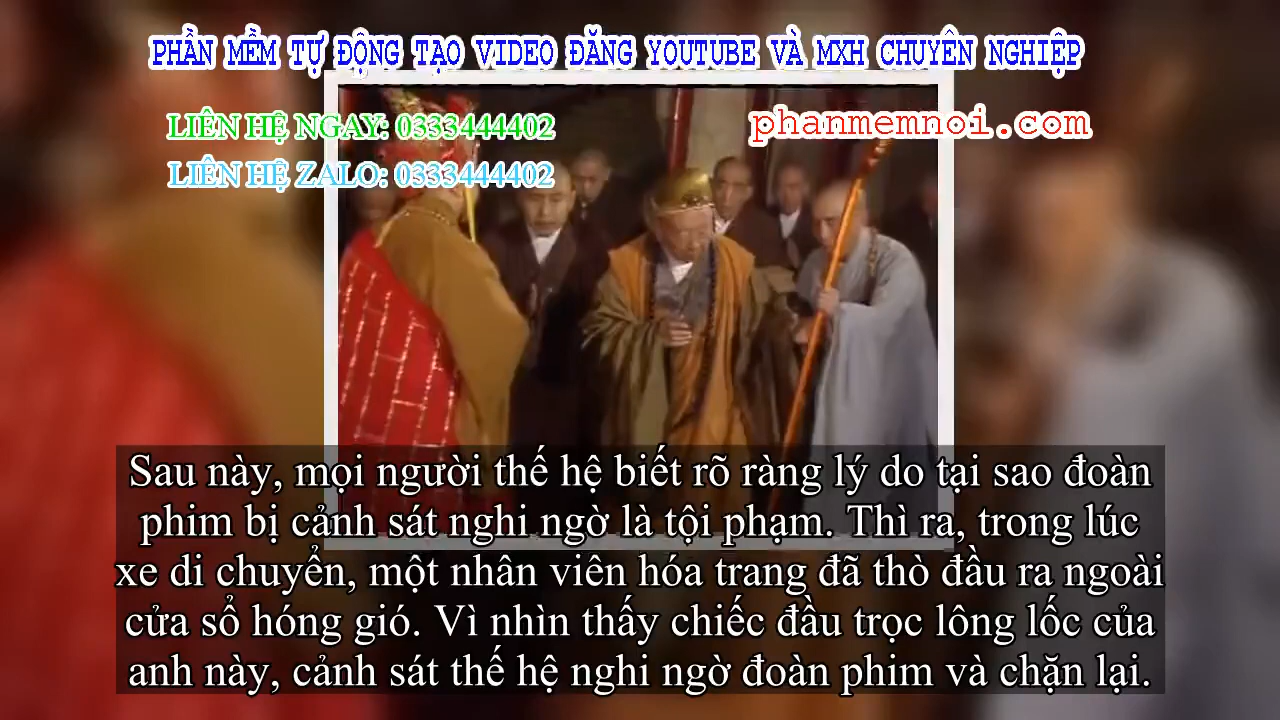 PHẦN MỀM TỰ ĐỘNG TẠO VIDEO ĐĂNG YOUTUBE VÀ MXH CHUYÊN NGHIỆP
LIÊN HỆ NGAY: 0333444402
phanmemnoi.com
LIÊN HỆ ZALO: 0333444402
Sau này, mọi người thế hệ biết rõ ràng lý do tại sao đoàn
phim bị cảnh sát nghi ngờ là tội phạm. Thì ra, trong lúc
xe di chuyển, một nhân viên hóa trang đã thò đầu ra ngoài
cửa sổ hóng gió. Vì nhìn thấy chiếc đầu trọc lông lốc của
anh này, cảnh sát thế hệ nghi ngờ đoàn phim và chặn lại.